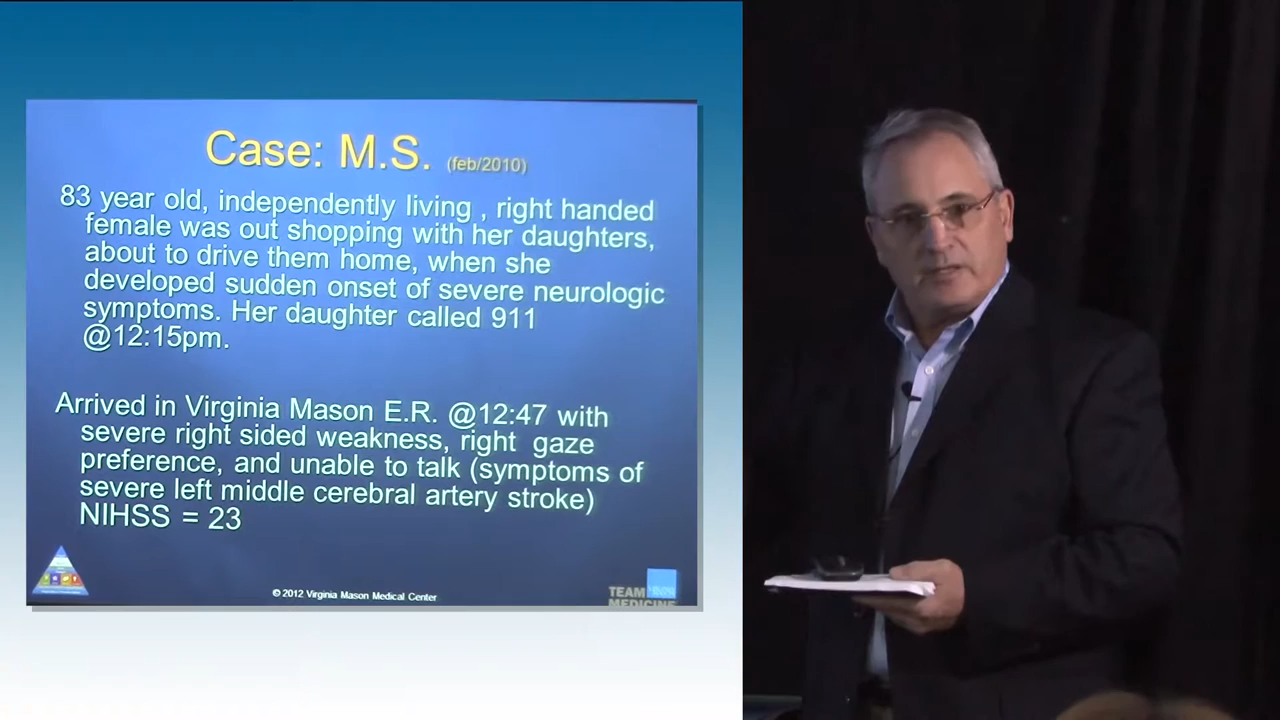 Case: M.S. (feb/2010)
83 year old, independently living , right handed
female was out shopping with her daughters,
about to drive them home, when she
developed sudden onset of severe neurologic
symptoms. Her daughter called 911
@12:15pm.
Arrived in Virginia Mason E.R. @12:47 with
severe right sided weakness, right gaze
preference, and unable to talk (symptoms of
severe left middle cerebral artery stroke)
NIHSS = 23
© 2012 Virginia Mason Medical Center
TEAM
MEDICINE